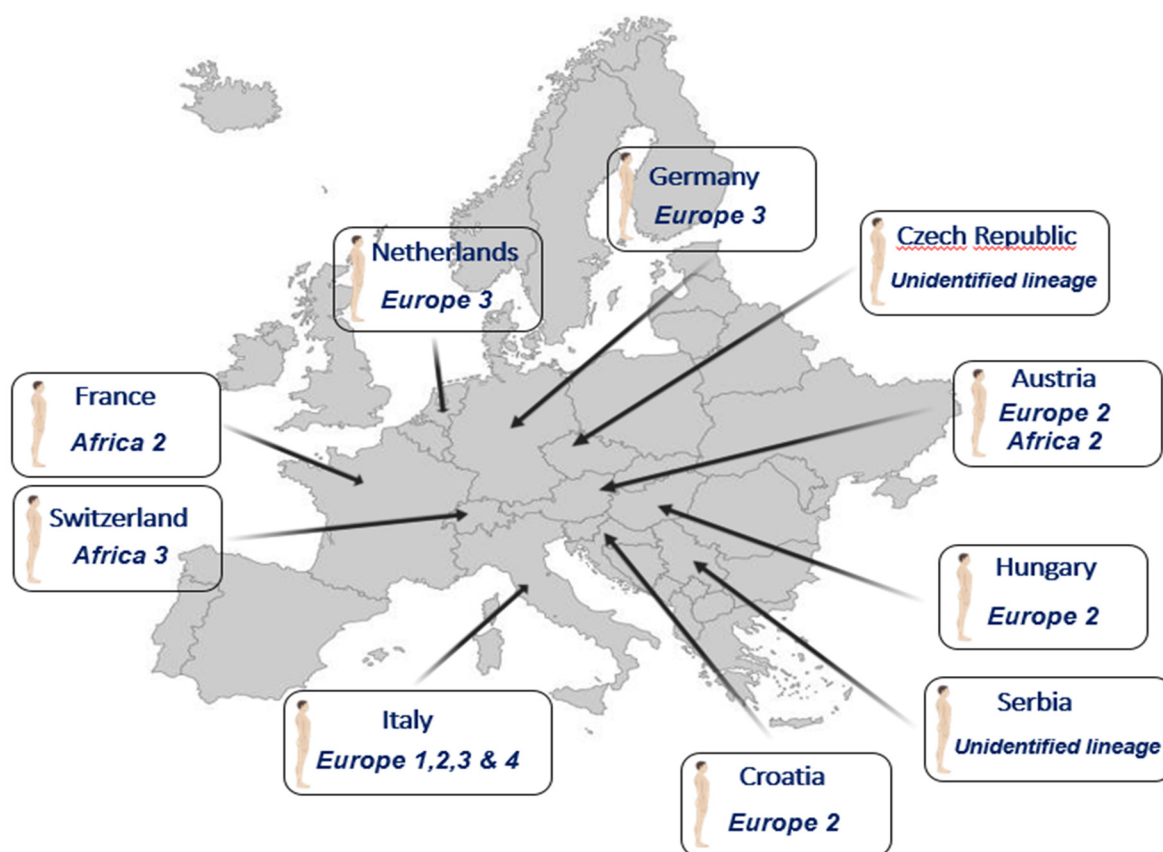 Germany
Europe 3
Czech Republic
Unidentified lineage
Netherlands
Europe 3
Austria
Europe 2
Africa 2
France
Africa 2
Switzerland
Africa 3
Hungary
Europe 2
Italy
Europe 1,2,3 & 4
Serbia
Unidentified lineage
Croatia
Europe 2